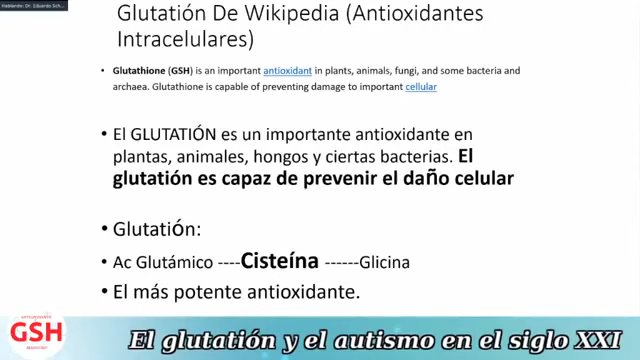 Hablando: Dr. Eduardo Sch...
Glutatión De Wikipedia (Antioxidantes
Intracelulares)
• Glutathione (GSH) is an important antioxidant in plants, animals, fungi, and some bacteria and
archaea. Glutathione is capable of preventing damage to important cellular
• El GLUTATIÓN es un importante antioxidante en
plantas, animales, hongos y ciertas bacterias. El
glutatión es capaz de prevenir el daño celular
• Glutatión:
• Ac Glutámico ----Cisteína ------Glicina
• El más potente antioxidante.
GSH
El glutatión y el autismo en el siglo XXI